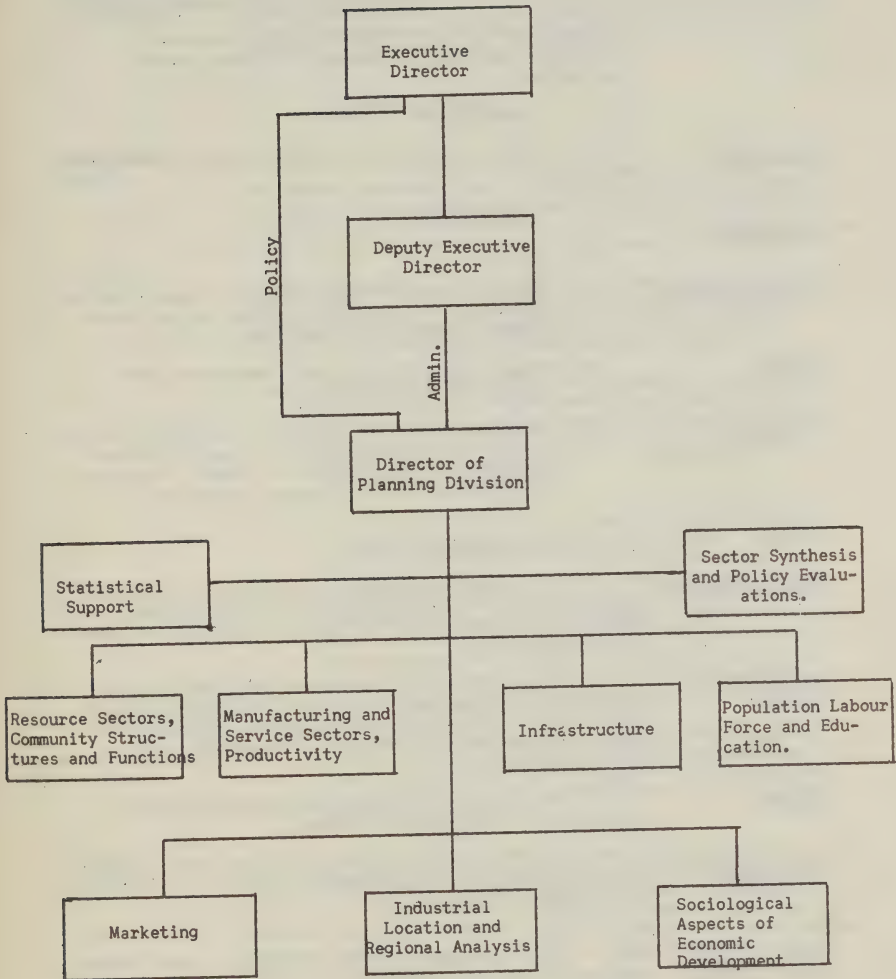 Executive
Director
Policy
Deputy Executive
Director
Admin.
Director of
Planning Division
Statistical
Support
Sector Synthesis
and Policy Evalu-
ations.
Resource Sectors,
Community Struc-
tures and Functions
Manufacturing and
Service Sectors,
Productivity
Infrastructure
Population Labour
Force and Edu-
cation.
Marketing
Industrial
Location and
Regional Analysis
Sociological
Aspects of
Economic
Development